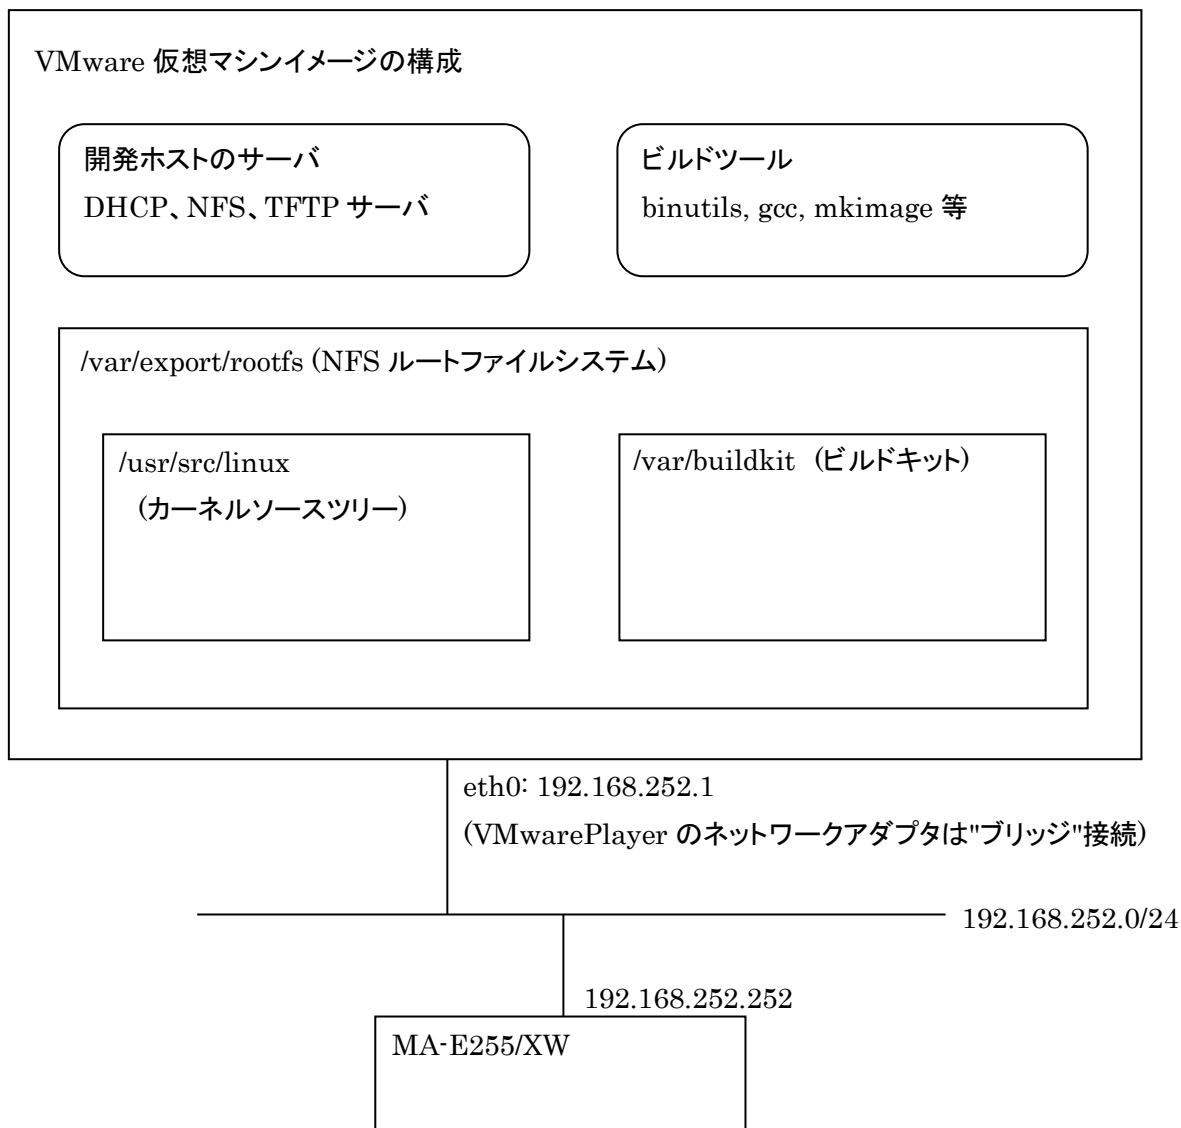 VMware 仮想マシンイメージの構成
開発ホストのサーバ
DHCP、NFS、TFTP サーバ
ビルドツール
binutils, gcc, mkimage 等
/var/export/rootfs (NFS ルートファイルシステム)
/usr/src/linux
(カーネルソースツリー)
/var/buildkit (ビルドキット)
eth0: 192.168.252.1
(VMwarePlayer のネットワークアダプタは"ブリッジ"接続)
192.168.252.0/24
192.168.252.252
MA-E255/XW